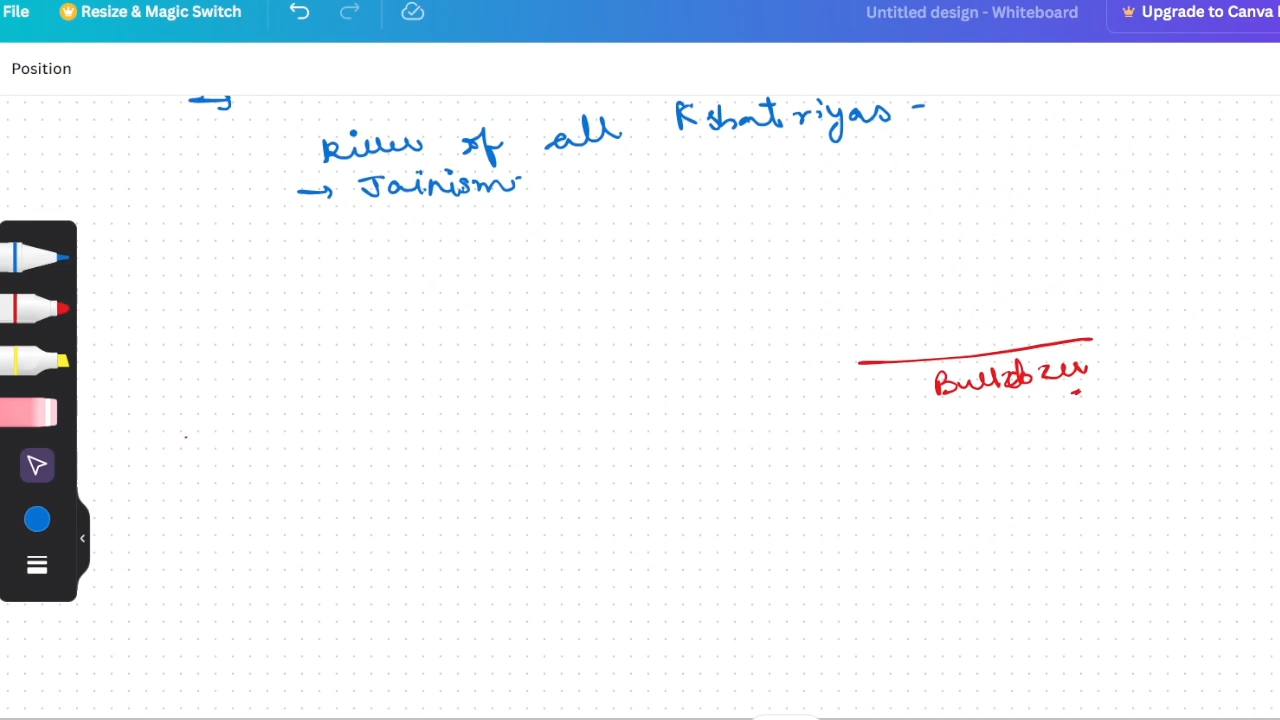 File Resize & Magic Switch Untitled design - Whiteboard Upgrade to Canva
Position
Killer of all Kshatriyas -
→ Jainism
Bulldozer